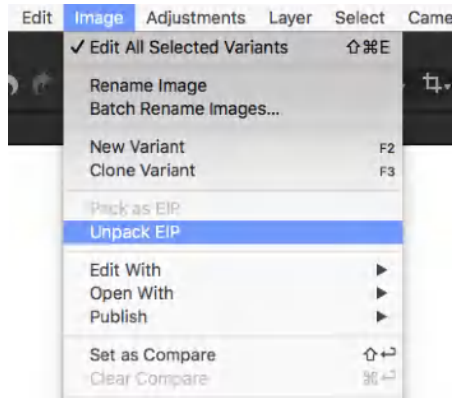 Edit Image Adjustments Layer Select Came
✓ Edit All Selected Variants ⇧⌘E
Rename Image
Batch Rename Images...
New Variant F2
Clone Variant F3
Pack as EIP
Unpack EIP
Edit With ▶
Open With ▶
Publish ▶
Set as Compare ⇧↩
Clear Compare ⌘↩